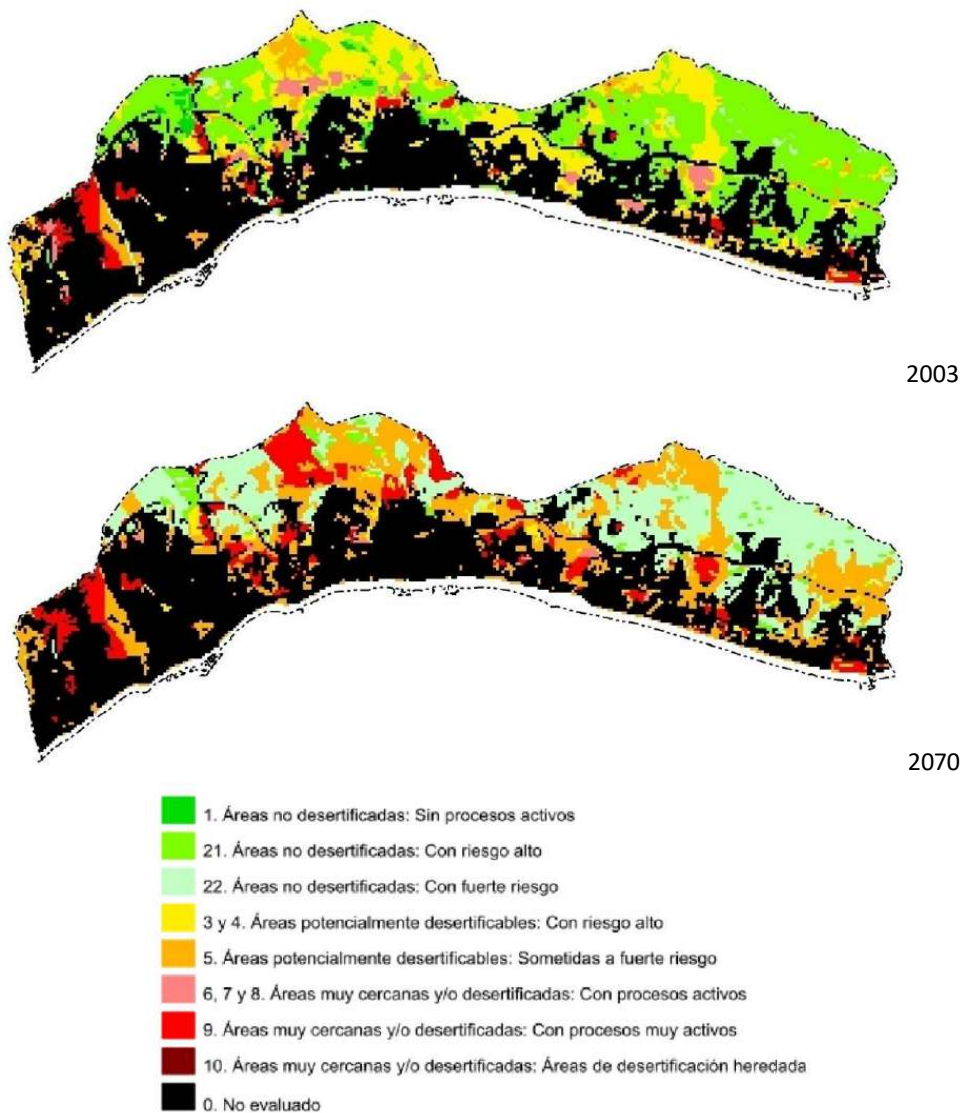 2003
2070
1. Áreas no desertificadas: Sin procesos activos
21. Áreas no desertificadas: Con riesgo alto
22. Áreas no desertificadas: Con fuerte riesgo
3 y 4. Áreas potencialmente desertificables: Con riesgo alto
5. Áreas potencialmente desertificables: Sometidas a fuerte riesgo
6, 7 y 8. Áreas muy cercanas y/o desertificadas: Con procesos activos
9. Áreas muy cercanas y/o desertificadas: Con procesos muy activos
10. Áreas muy cercanas y/o desertificadas: Áreas de desertificación heredada
0. No evaluado